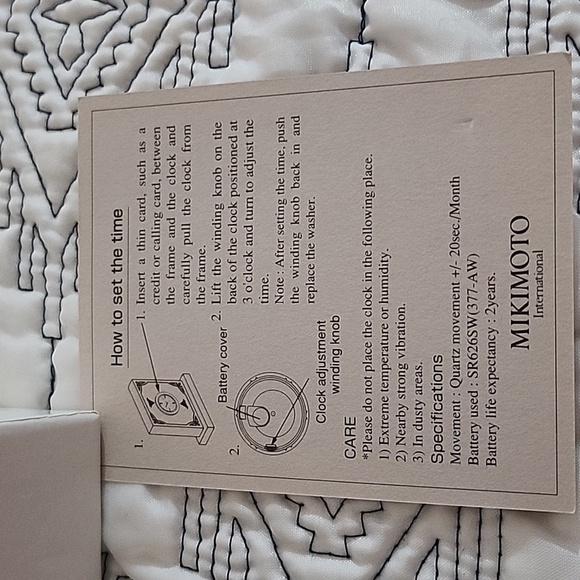 How to set the time
1. Insert a thin card, such as a
credit or calling card, between
the frame and the clock and
carefully pull the clock from
the frame.
2. Lift the winding knob on the
back of the clock positioned at
3 o'clock and turn to adjust the
time.
Note : After setting the time, push
the winding knob back in and
replace the washer.
1.
Battery cover
2.
Clock adjustment
winding knob
CARE
*Please do not place the clock in the following place.
1) Extreme temperature or humidity.
2) Nearby strong vibration.
3) In dusty areas.
Specifications
Movement : Quartz movement +/- 20sec./Month
Battery used : SR626SW(377-AW)
Battery life expectancy : 2years.
MIKIMOTO
International